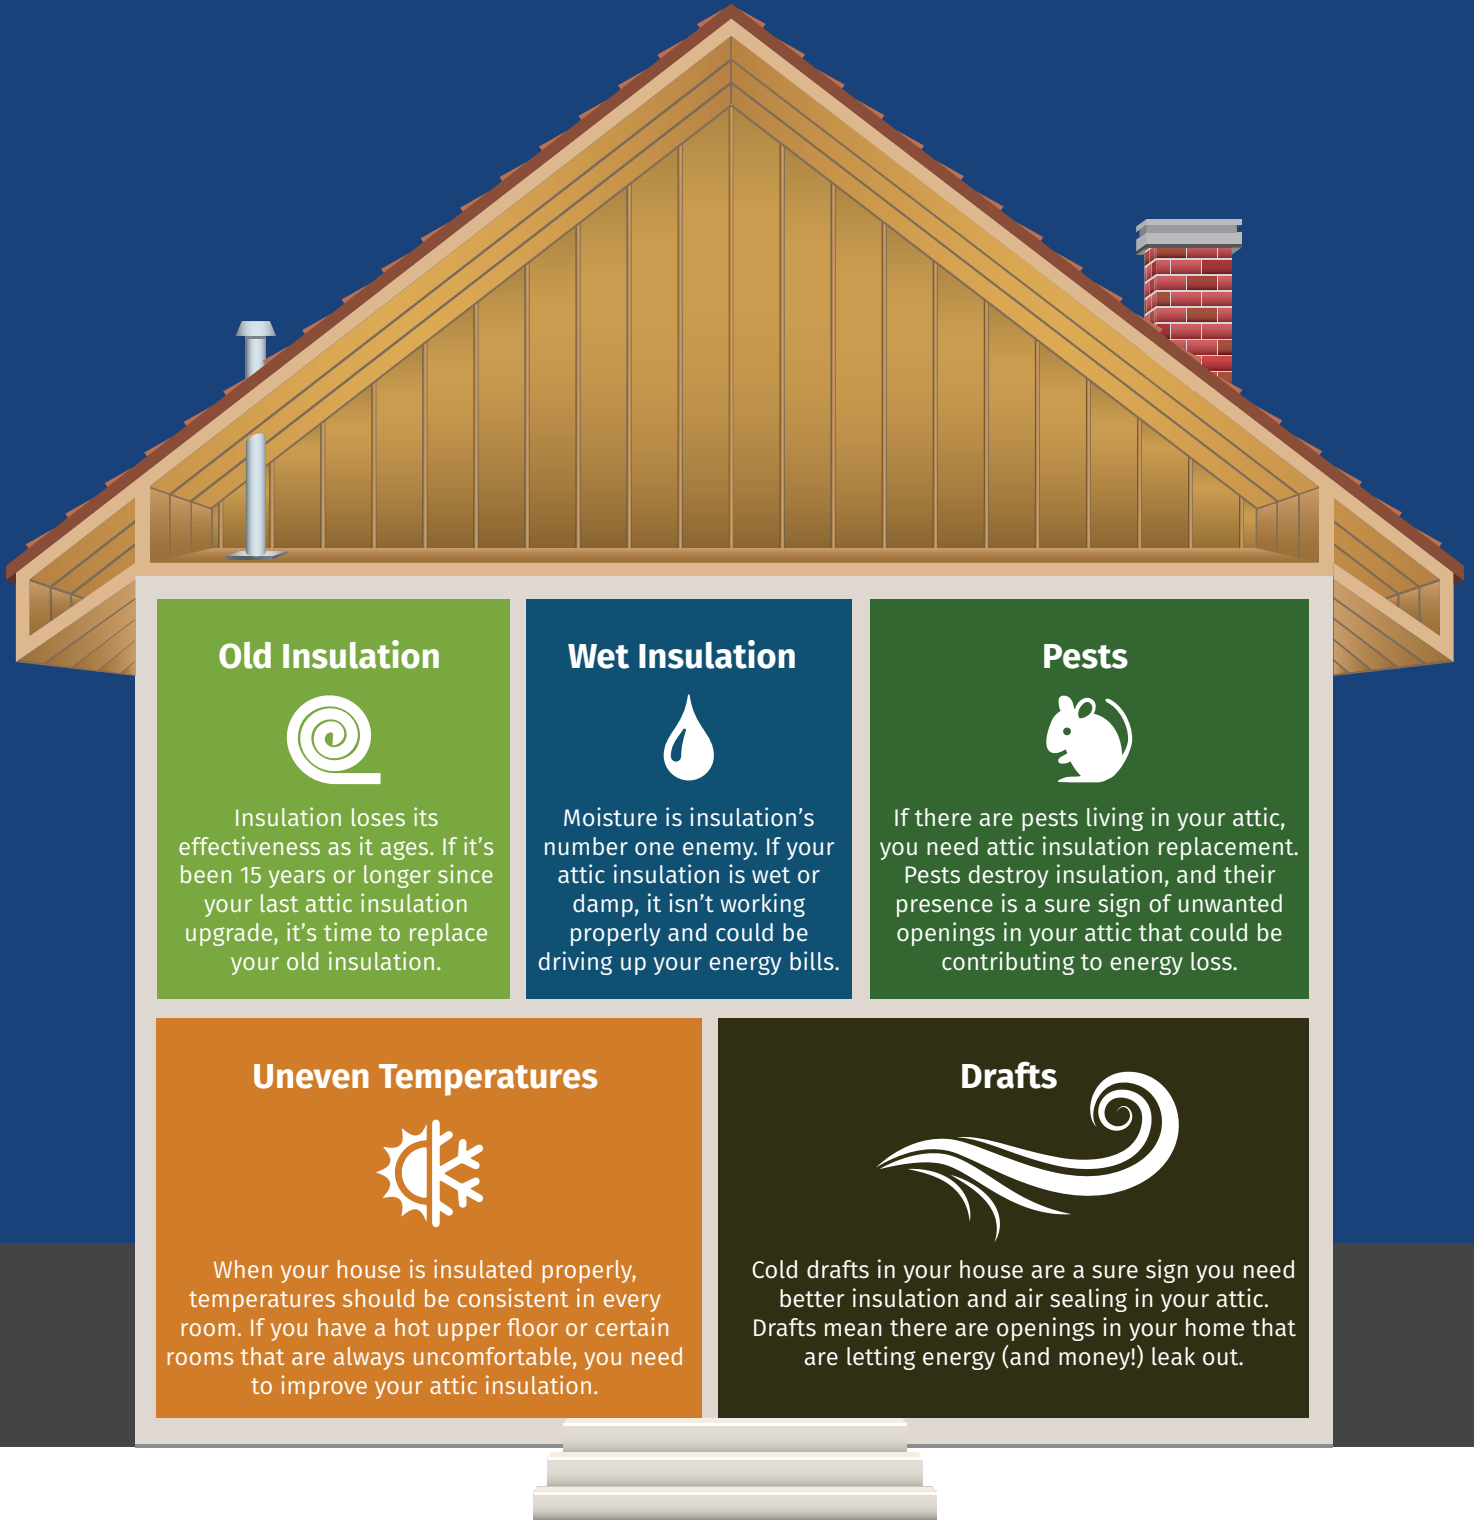 Old Insulation
Insulation loses its
effectiveness as it ages. If it's
been 15 years or longer since
your last attic insulation
upgrade, it's time to replace
your old insulation.
Wet Insulation
Moisture is insulation's
number one enemy. If your
attic insulation is wet or
damp, it isn't working
properly and could be
driving up your energy bills.
Pests
If there are pests living in your attic,
you need attic insulation replacement.
Pests destroy insulation, and their
presence is a sure sign of unwanted
openings in your attic that could be
contributing to energy loss.
Uneven Temperatures
When your house is insulated properly,
temperatures should be consistent in every
room. If you have a hot upper floor or certain
rooms that are always uncomfortable, you need
to improve your attic insulation.
Drafts
Cold drafts in your house are a sure sign you need
better insulation and air sealing in your attic.
Drafts mean there are openings in your home that
are letting energy (and money!) leak out.